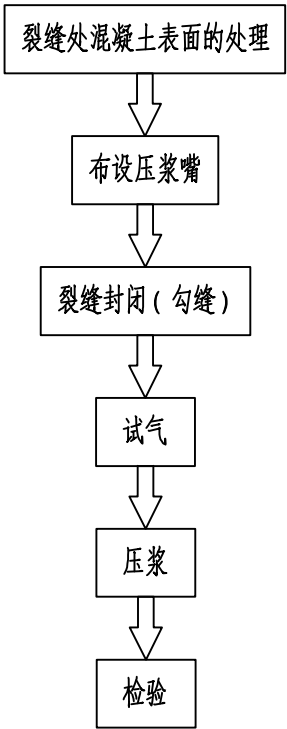 裂缝处混凝土表面的处理
布设压浆嘴
裂缝封闭(勾缝)
试气
压浆
检验